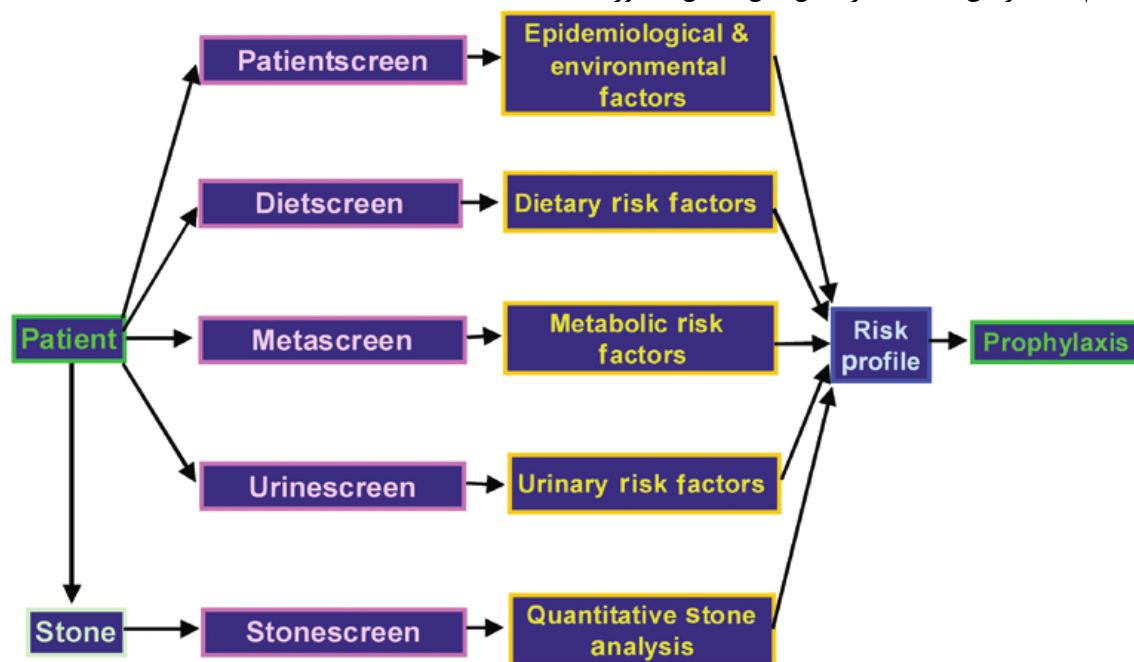 Patientscreen
Epidemiological &
environmental
factors
Dietscreen
Dietary risk factors
Patient
Metascreen
Metabolic risk
factors
Risk
profile
Prophylaxis
Urinescreen
Urinary risk factors
Stone
Stonescreen
Quantitative stone
analysis